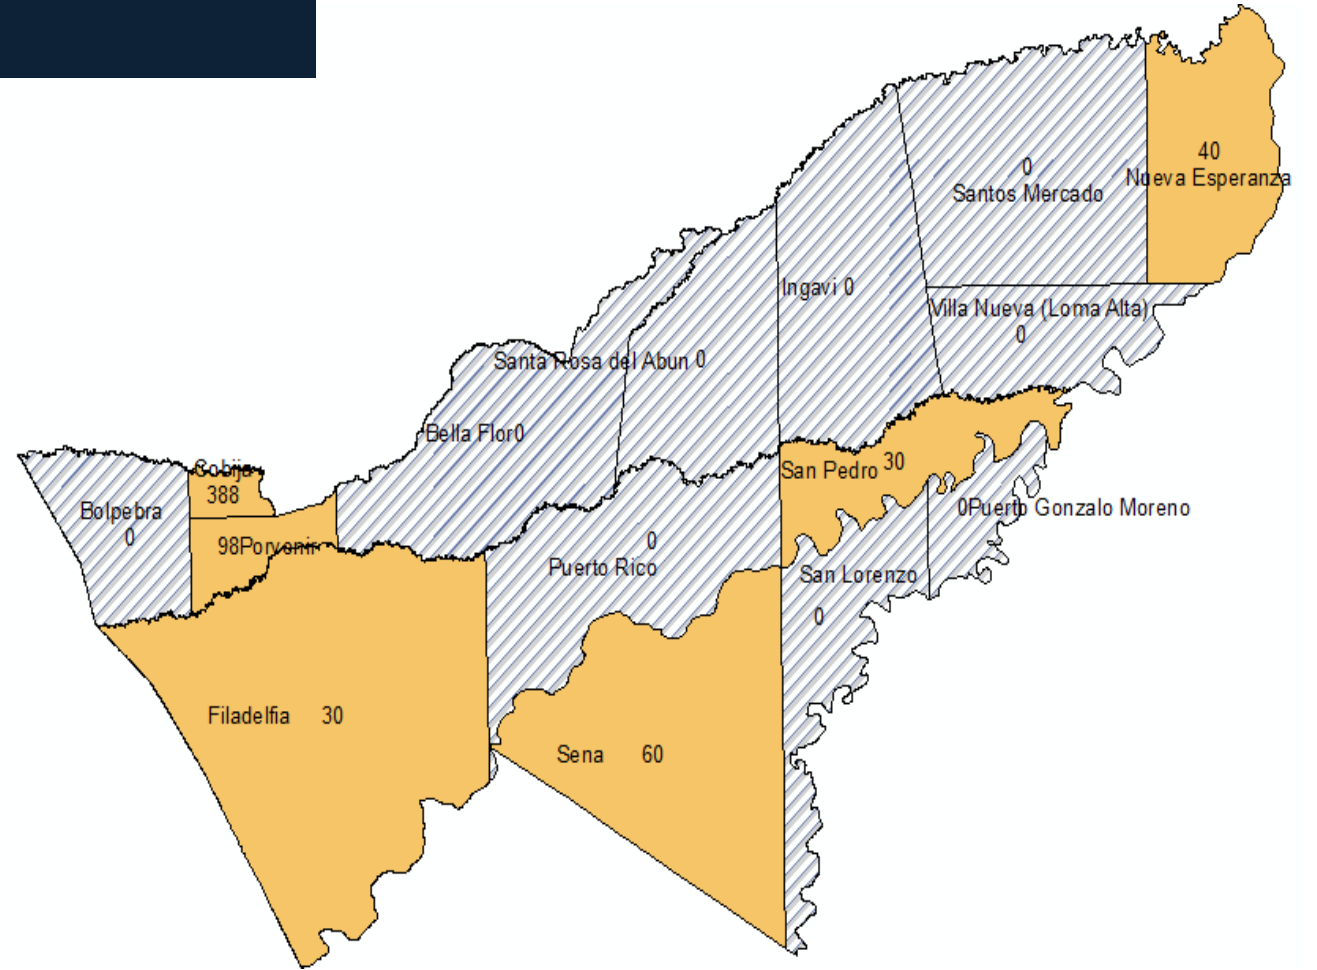 40
Nueva Esperanza
0
Santos Mercado
Ingavi 0
Villa Nueva (Loma Alta)
0
Santa Rosa del Abun 0
Bella Flor0
Cobija
388
San Pedro 30
Bolpebra
0
0Puerto Gonzalo Moreno
98Porvenir
0
Puerto Rico
San Lorenzo
0
Filadelfia 30
Sena 60